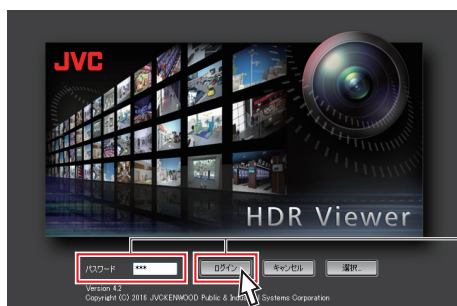 JVC
HDR Viewer
パスワード *** ログイン キャンセル 選択...
Version 4.2
Copyright (C) 2016 JVCKENWOOD Public & Indus Systems Corporation